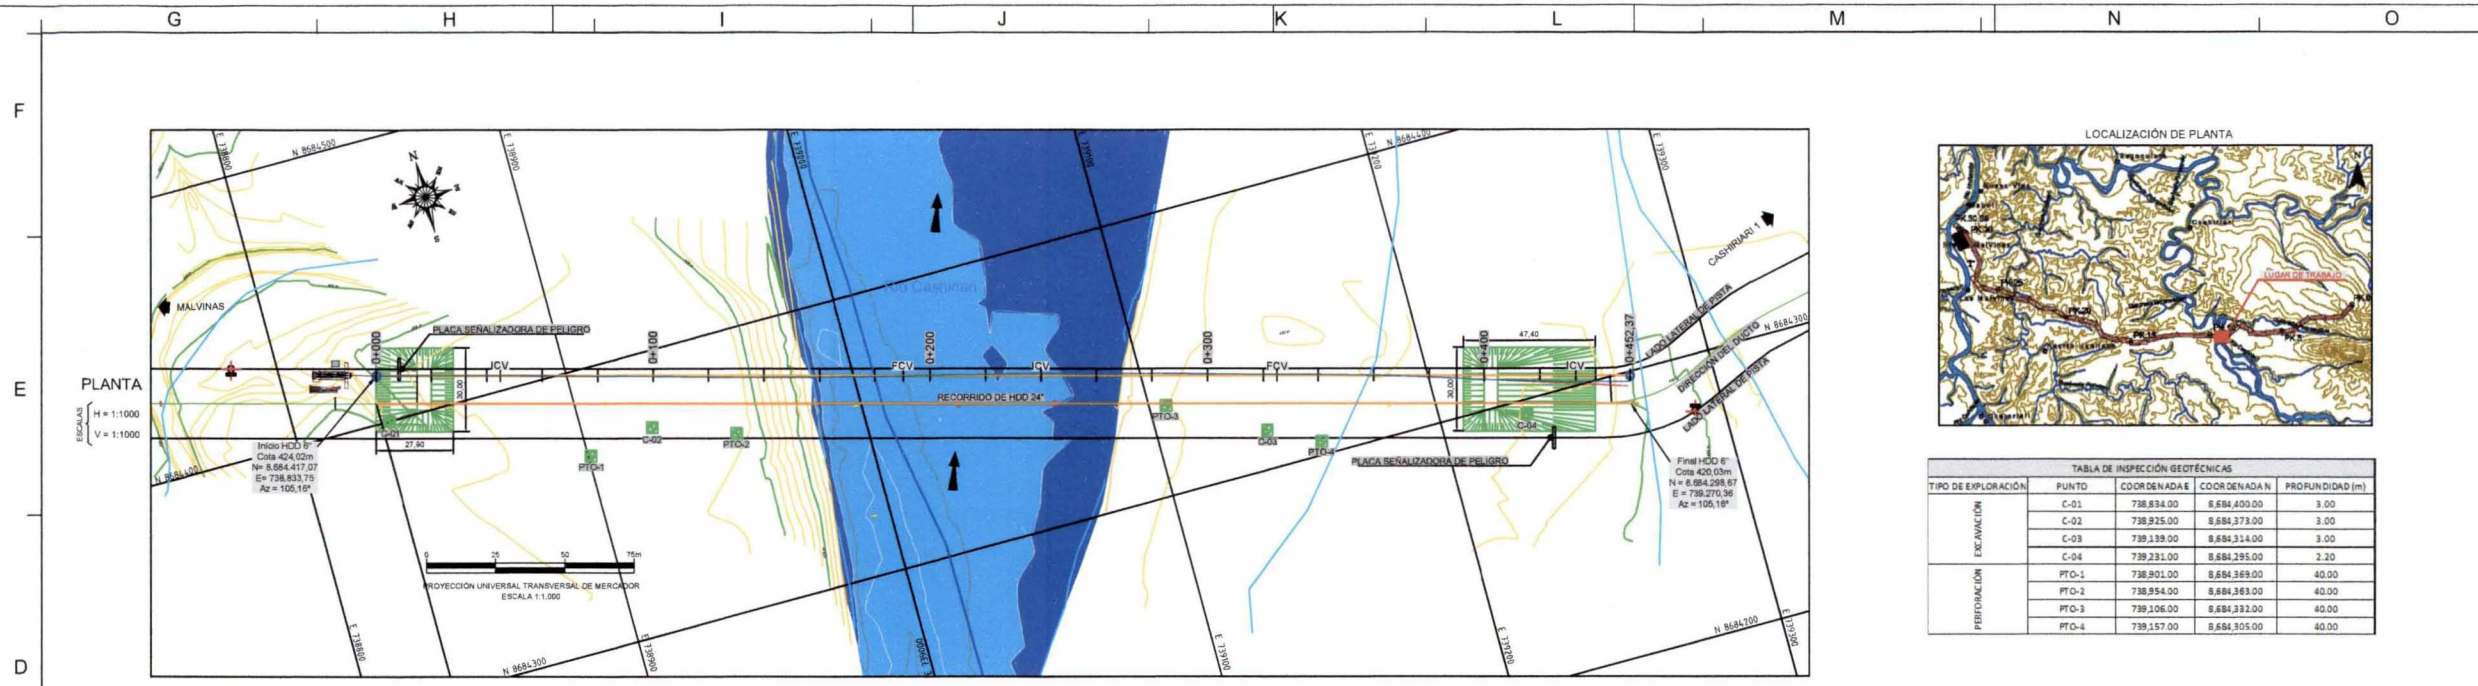 G H I J K L M N O
F
E
D
E 738800
N 8684500
E 738900
E 739000
E 739100
E 739200
N 8684400
E 739300
N
S
MALVINAS
CASHIRIARI 1
Río Cashiriari
PLACA SEÑALIZADORA DE PELIGRO
0+000
0+100
0+200
0+300
0+400
0+452,37
47,40
LADO LATERAL DE PISTA
N 8684300
DIRECCIÓN DEL DUCTO
LADO LATERAL DE PISTA
ICV
FCV
ICV
FCV
ICV
PLANTA
ESCALAS
H = 1:1000
V = 1:1000
30,00
30,00
RECORRIDO DE HDD 24"
C-01
27,90
C-02
PTO-1
PTO-2
PTO-3
C-03
PTO-4
C-04
PLACA SEÑALIZADORA DE PELIGRO
N 8684400
Inicio HDD 6"
Cota 424,02m
N= 8.684.417,07
E= 738.833,75
Az = 105,16°
Final HDD 6"
Cota 420,03m
N = 8.684.298,67
E = 739.270,36
Az = 105,16°
0 25 50 75m
PROYECCIÓN UNIVERSAL TRANSVERSAL DE MERCADOR
ESCALA 1:1,000
E 738800
N 8684300
E 738900
E 739000
E 739100
E 739200
N 8684200
E 739300
LOCALIZACIÓN DE PLANTA
N
LUGAR DE TRABAJO
TABLA DE INSPECCIÓN GEOTÉCNICAS
TIPO DE EXPLORACIÓN PUNTO COORDENADA E COORDENADA N PROFUNDIDAD (m)
EXCAVACIÓN
C-01 738,834.00 8,684,400.00 3.00
C-02 738,925.00 8,684,373.00 3.00
C-03 739,139.00 8,684,314.00 3.00
C-04 739,231.00 8,684,295.00 2.20
PERFORACIÓN
PTO-1 738,901.00 8,684,369.00 40.00
PTO-2 738,954.00 8,684,363.00 40.00
PTO-3 739,106.00 8,684,332.00 40.00
PTO-4 739,157.00 8,684,305.00 40.00